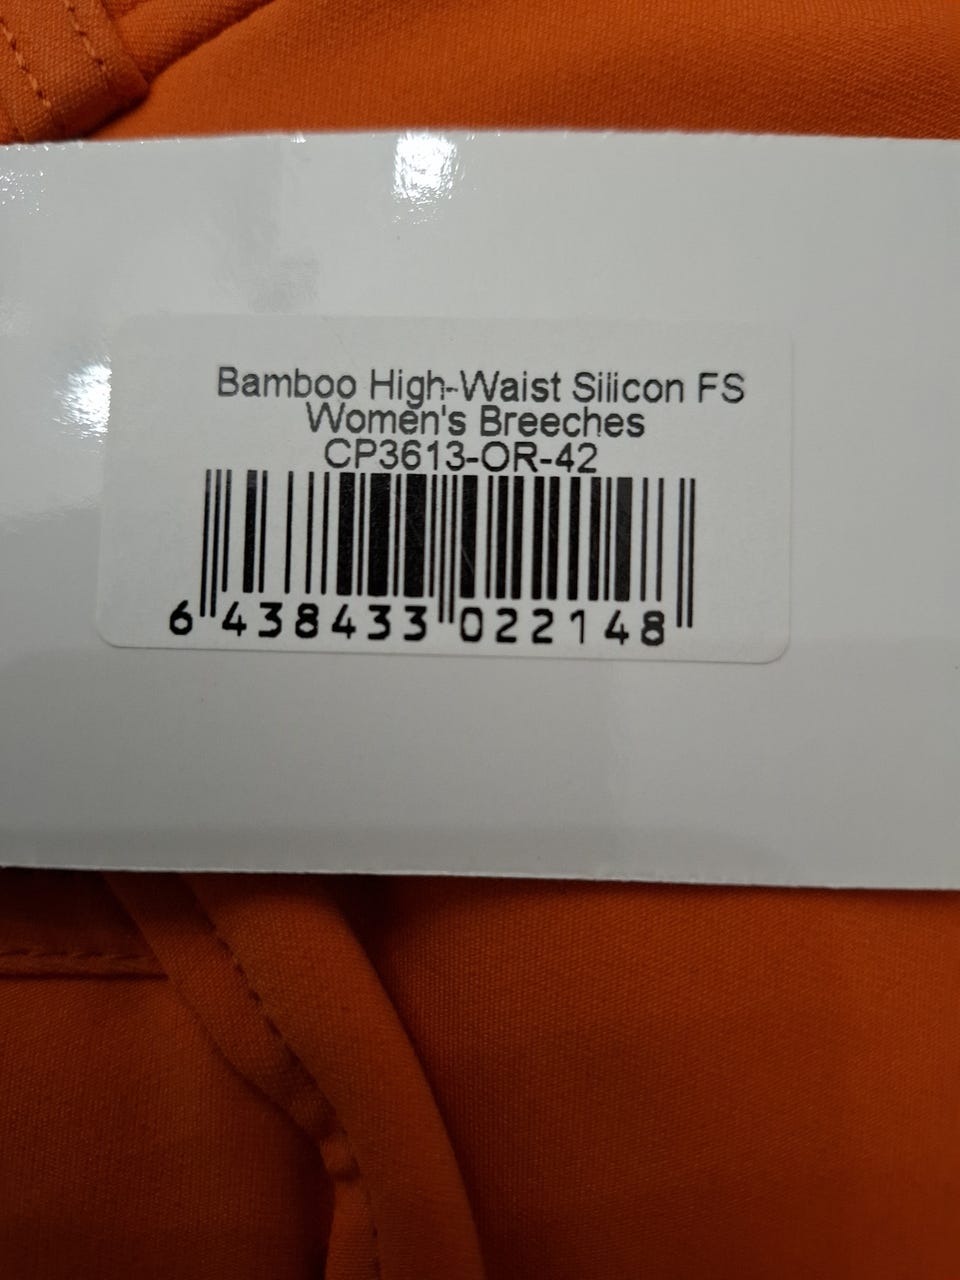 Bamboo High-Waist Silicon FS
Women's Breeches
CP3613-OR-42
6 438433 022148